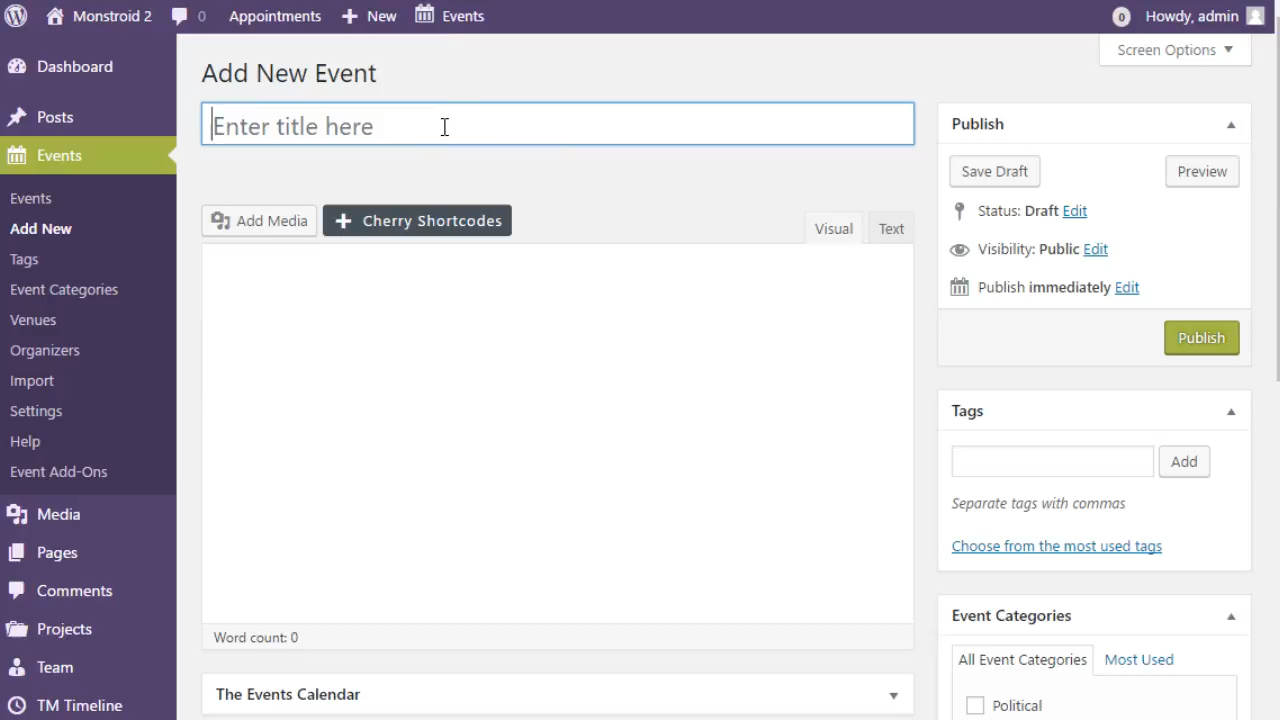 Monstroid 2 0 Appointments New Events 0 Howdy, admin
Screen Options
Dashboard
Posts
Events
Events
Add New
Tags
Event Categories
Venues
Organizers
Import
Settings
Help
Event Add-Ons
Media
Pages
Comments
Projects
Team
TM Timeline
Add New Event
Enter title here
Add Media
Cherry Shortcodes
Visual Text
Word count: 0
The Events Calendar
Publish
Save Draft Preview
Status: Draft Edit
Visibility: Public Edit
Publish immediately Edit
Publish
Tags
Add
Separate tags with commas
Choose from the most used tags
Event Categories
All Event Categories Most Used
Political